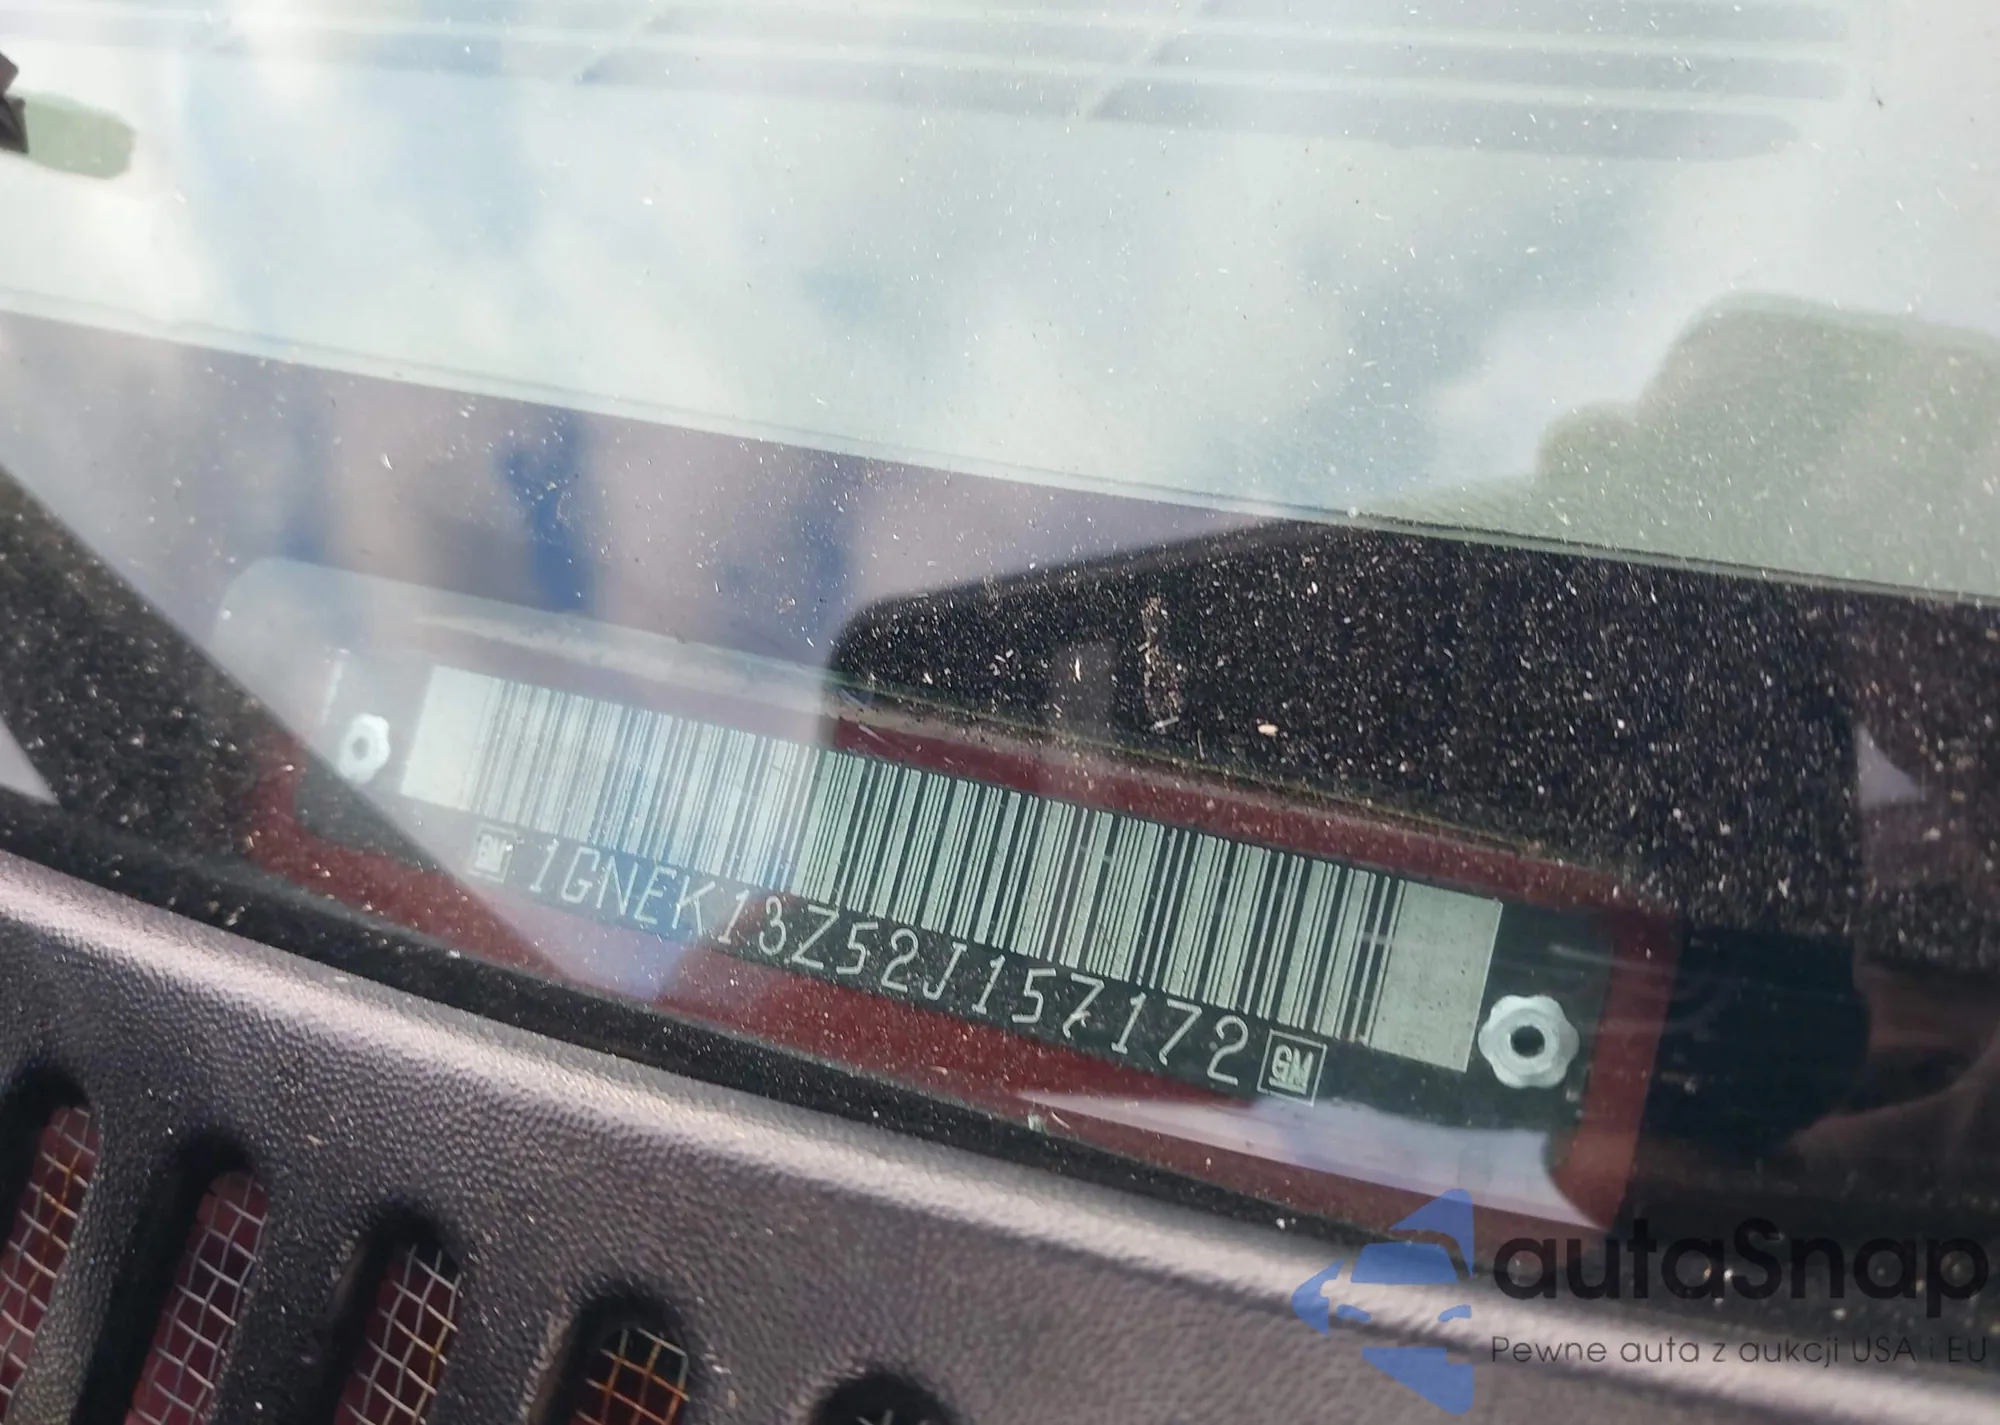 GM 1GNEK13Z52J157172 GM
autaSnap
Pewne auta z aukcji USA i EU